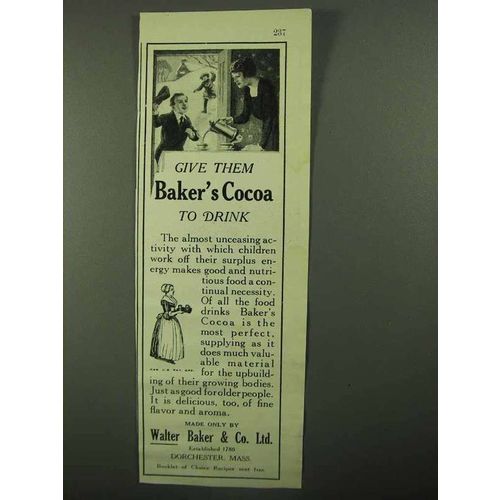 237
GIVE THEM
Baker's Cocoa
TO DRINK
The almost unceasing ac-
tivity with which children
work off their surplus en-
ergy makes good and nutri-
tious food a con-
tinual necessity.
Of all the food
drinks Baker's
Cocoa is the
most perfect,
supplying as it
does much valu-
able material
for the upbuild-
ing of their growing bodies.
Just as good for older people.
It is delicious, too, of fine
flavor and aroma.
MADE ONLY BY
Walter Baker & Co. Ltd.
Established 1780
DORCHESTER, MASS.
Booklet of Choice Recipes sent free.